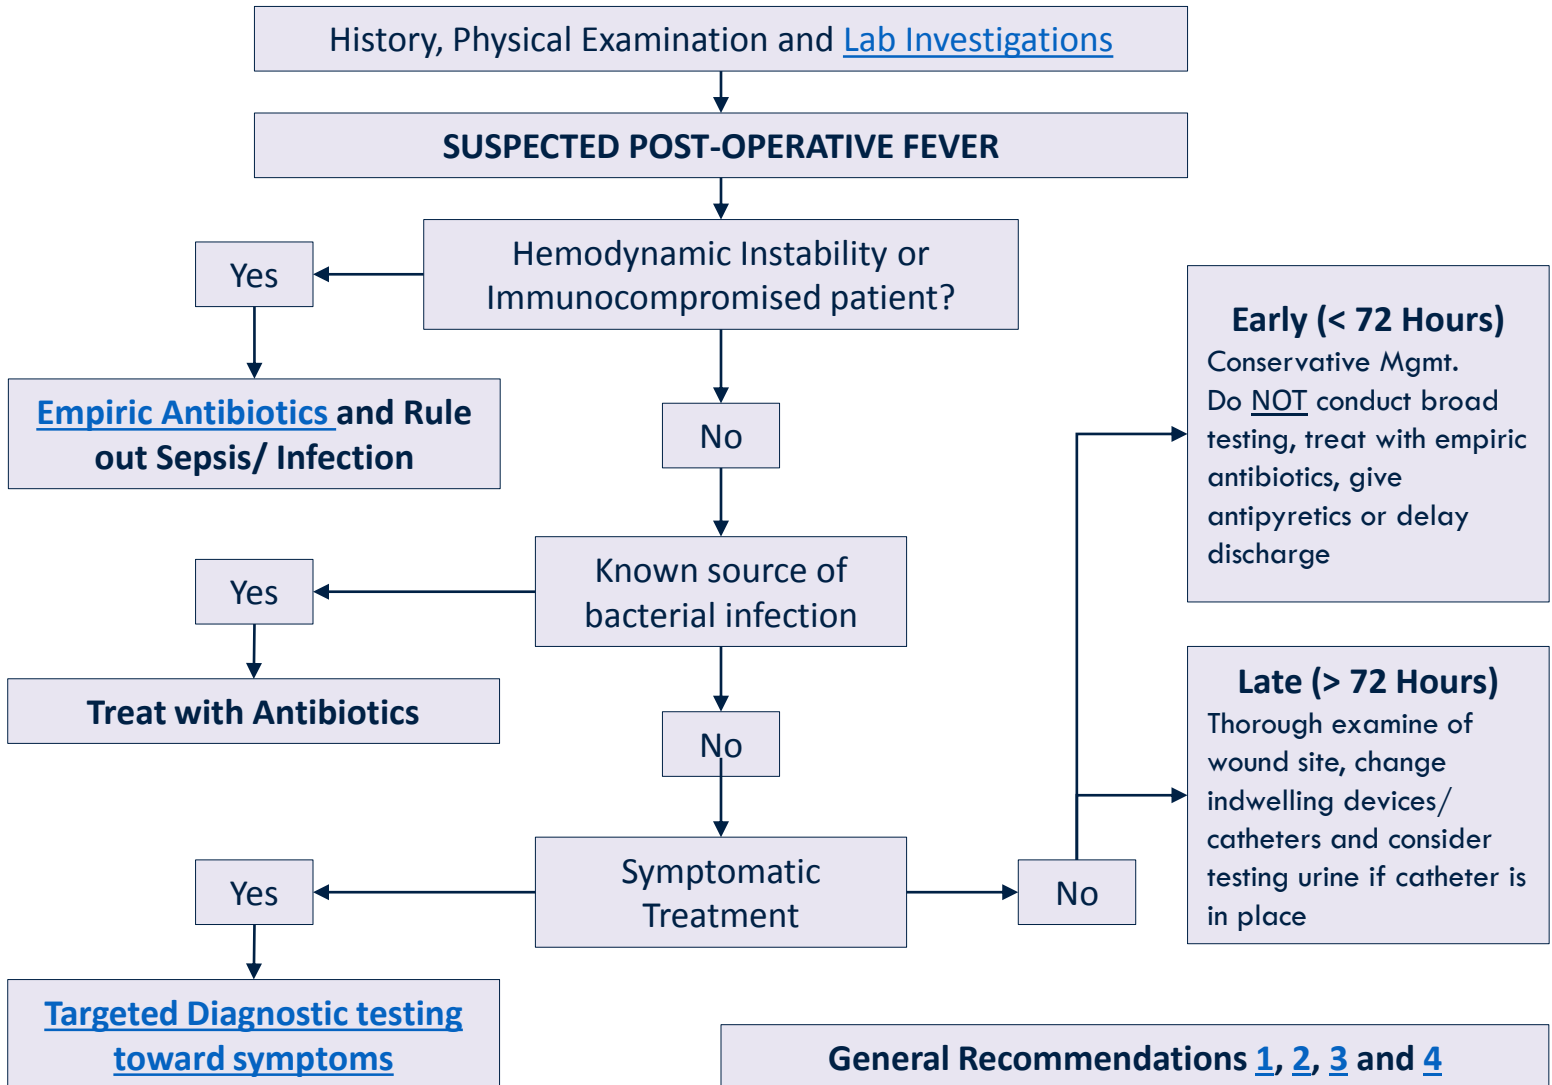 History, Physical Examination and Lab Investigations
SUSPECTED POST-OPERATIVE FEVER
Hemodynamic Instability or
Immunocompromised patient?
Yes
Empiric Antibiotics and Rule
out Sepsis/ Infection
No
Known source of
bacterial infection
Yes
Treat with Antibiotics
No
Symptomatic
Treatment
Yes
Targeted Diagnostic testing
toward symptoms
No
Early (< 72 Hours)
Conservative Mgmt.
Do NOT conduct broad
testing, treat with empiric
antibiotics, give
antipyretics or delay
discharge
Late (> 72 Hours)
Thorough examine of
wound site, change
indwelling devices/
catheters and consider
testing urine if catheter is
in place
General Recommendations 1, 2, 3 and 4